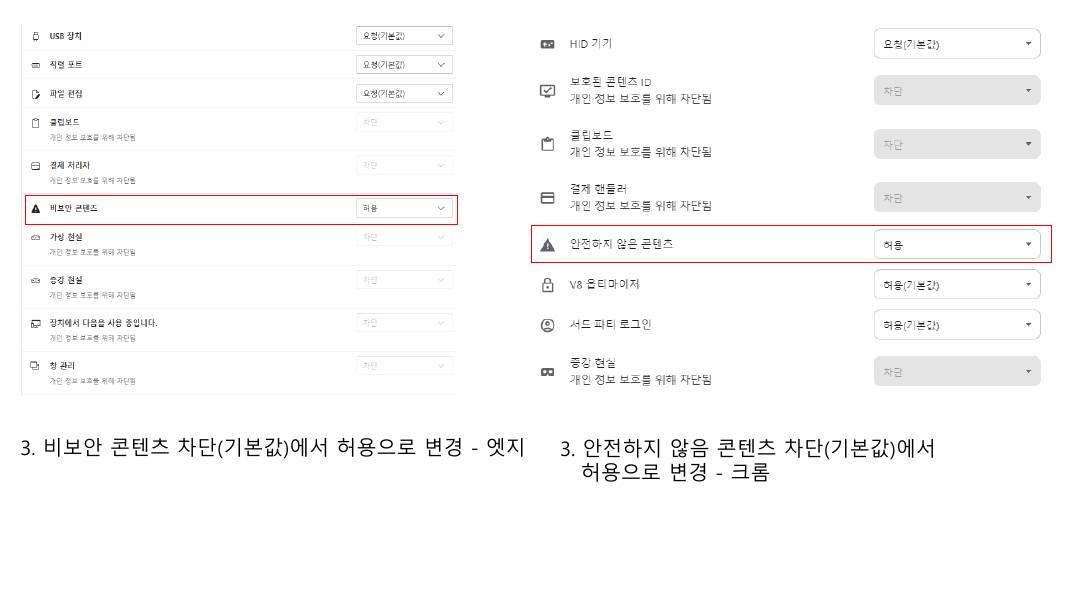 USB 장치
요청(기본값)
직렬 포트
요청(기본값)
파일 편집
요청(기본값)
클립보드
차단
개인 정보 보호를 위해 차단됨
결제 처리자
차단
개인 정보 보호를 위해 차단됨
비보안 콘텐츠
허용
가상 현실
차단
개인 정보 보호를 위해 차단됨
증강 현실
차단
개인 정보 보호를 위해 차단됨
장치에서 다음을 사용 중입니다.
차단
개인 정보 보호를 위해 차단됨
창 관리
차단
개인 정보 보호를 위해 차단됨
3. 비보안 콘텐츠 차단(기본값)에서 허용으로 변경 - 엣지
HID 기기
요청(기본값)
보호된 콘텐츠 ID
개인 정보 보호를 위해 차단됨
차단
클립보드
개인 정보 보호를 위해 차단됨
차단
결제 핸들러
개인 정보 보호를 위해 차단됨
차단
안전하지 않은 콘텐츠
허용
V8 옵티마이저
허용(기본값)
서드 파티 로그인
허용(기본값)
증강 현실
개인 정보 보호를 위해 차단됨
차단
3. 안전하지 않음 콘텐츠 차단(기본값)에서
허용으로 변경 - 크롬